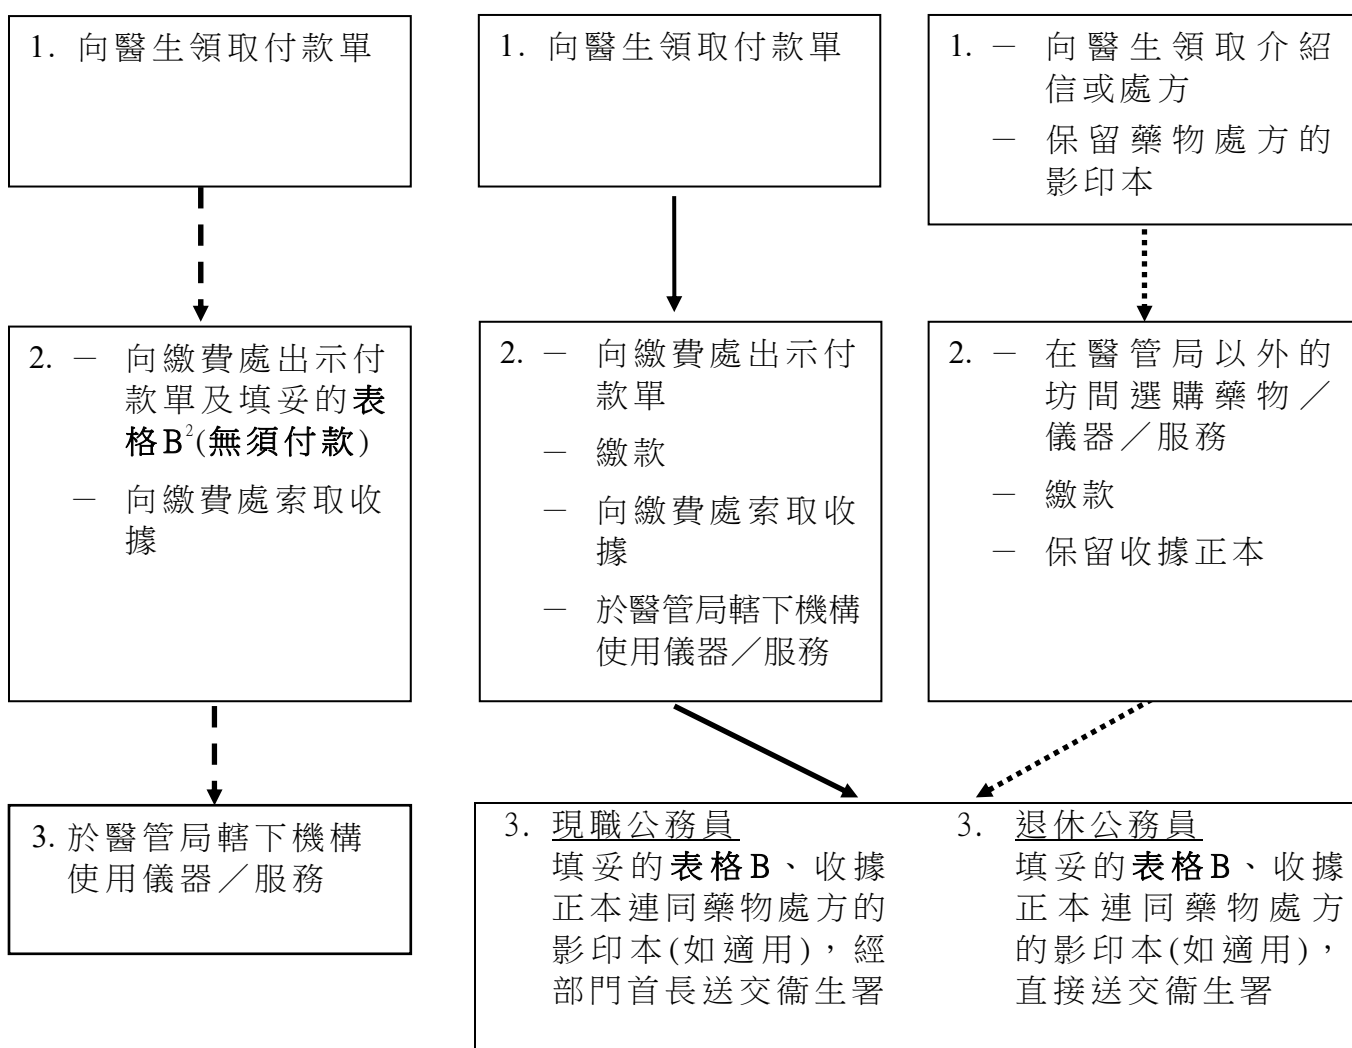 1. 向醫生領取付款單
1. 向醫生領取付款單
1. － 向醫生領取介紹
信或處方
－ 保留藥物處方的
影印本
2. － 向繳費處出示付
款單及填妥的表
格B²(無須付款)
－ 向繳費處索取收
據
2. － 向繳費處出示付
款單
－ 繳款
－ 向繳費處索取收
據
－ 於醫管局轄下機構
使用儀器／服務
2. － 在醫管局以外的
坊間選購藥物／
儀器／服務
－ 繳款
－ 保留收據正本
3. 於醫管局轄下機構
使用儀器／服務
3. 現職公務員
填妥的表格B、收據
正本連同藥物處方的
影印本(如適用)，經
部門首長送交衞生署
3. 退休公務員
填妥的表格B、收據
正本連同藥物處方
的影印本(如適用)，
直接送交衞生署